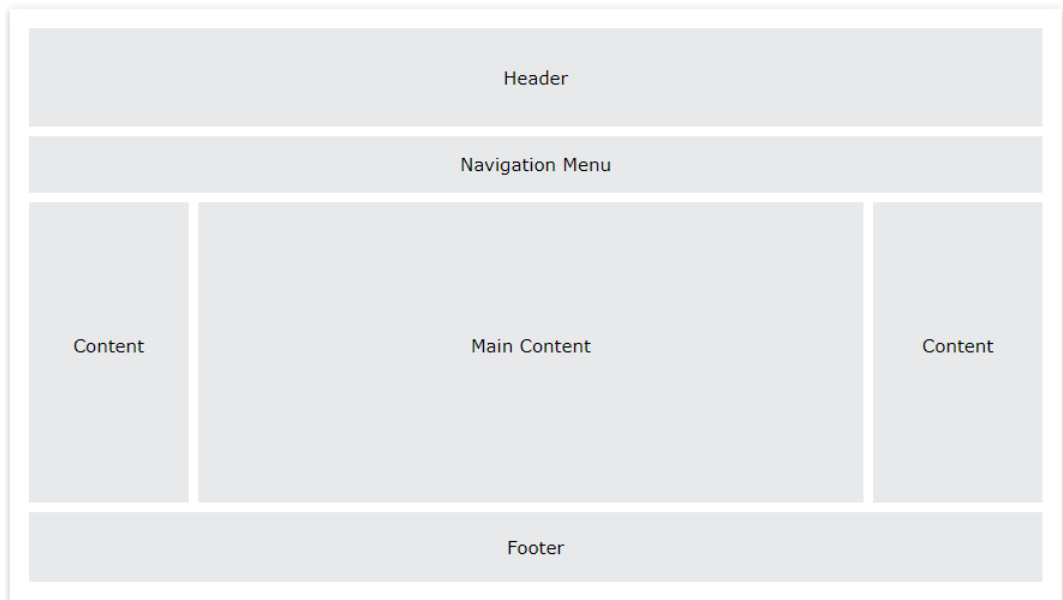 Header
Navigation Menu
Content
Main Content
Content
Footer